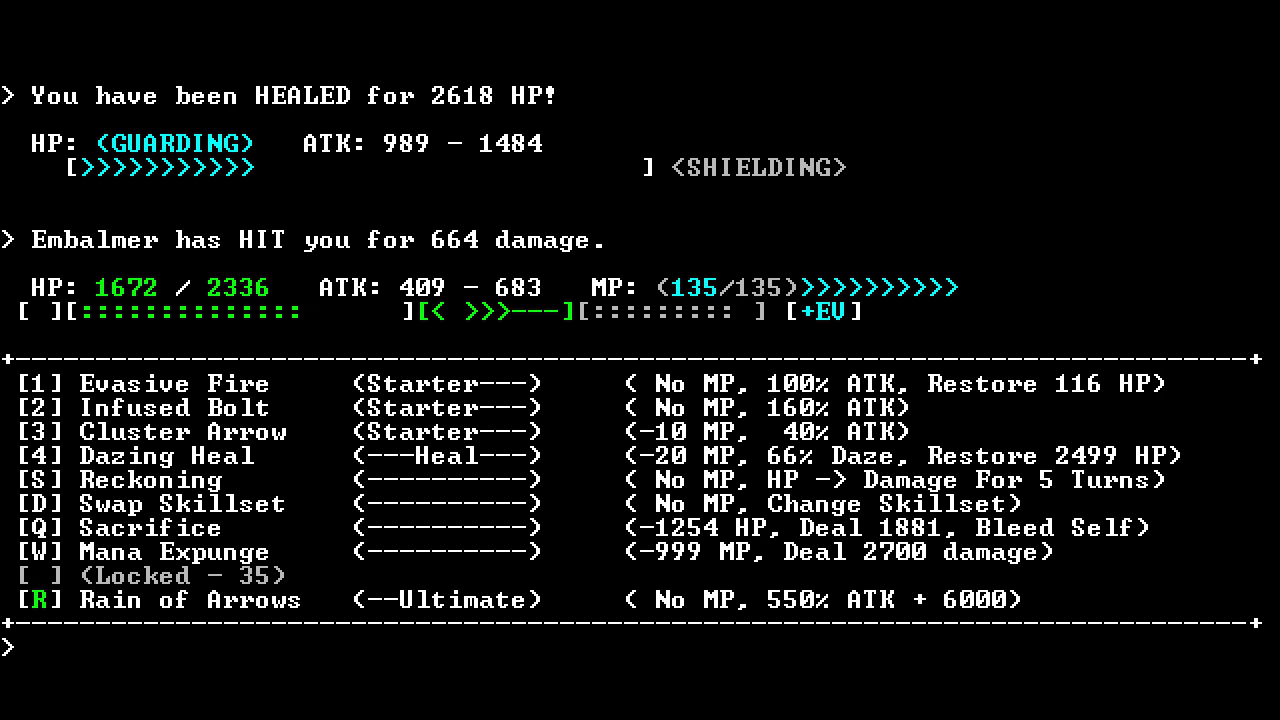 > You have been HEALED for 2618 HP!
HP: (GUARDING)   ATK: 989 - 1484
[>>>>>>>>>>>                        ] <SHIELDING>
> Embalmer has HIT you for 664 damage.
HP: 1672 / 2336   ATK: 409 - 683   MP: (135/135)>>>>>>>>>>
[ ][::::::::::::::      ][< >>>---][::::::::: ] [+EV]
+------------------------------------------------------------------------------+
[1] Evasive Fire     (Starter---)     ( No MP, 100% ATK, Restore 116 HP)
[2] Infused Bolt     (Starter---)     ( No MP, 160% ATK)
[3] Cluster Arrow    (Starter---)     (-10 MP,  40% ATK)
[4] Dazing Heal      (---Heal---)     (-20 MP, 66% Daze, Restore 2499 HP)
[S] Reckoning        (----------)     ( No MP, HP -> Damage For 5 Turns)
[D] Swap Skillset    (----------)     ( No MP, Change Skillset)
[Q] Sacrifice        (----------)     (-1254 HP, Deal 1881, Bleed Self)
[W] Mana Expunge     (----------)     (-999 MP, Deal 2700 damage)
[ ] (Locked - 35)
[R] Rain of Arrows   (--Ultimate)     ( No MP, 550% ATK + 6000)
+------------------------------------------------------------------------------+
>